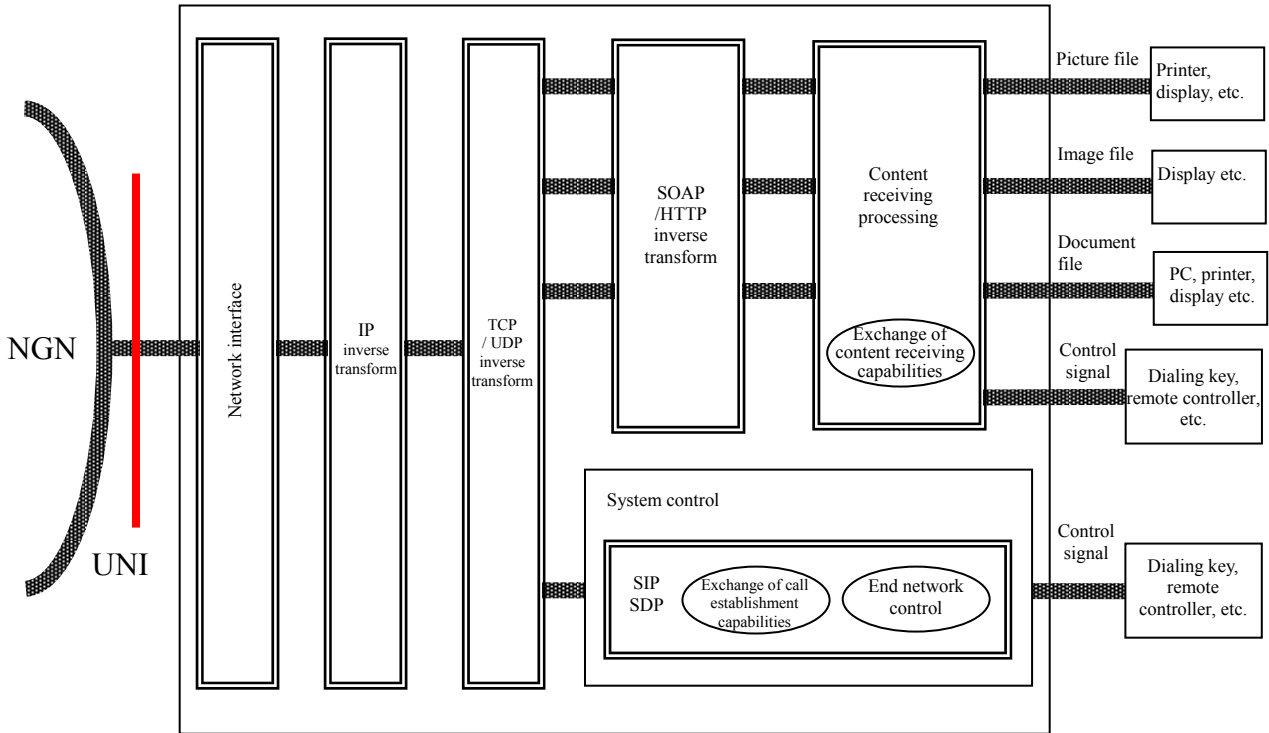 NGN
UNI
Network interface
IP
inverse
transform
TCP
/ UDP
inverse
transform
SOAP
/HTTP
inverse
transform
Content
receiving
processing
Exchange of
content receiving
capabilities
System control
SIP
SDP
Exchange of call
establishment
capabilities
End network
control
Picture file
Printer,
display, etc.
Image file
Display etc.
Document
file
PC, printer,
display etc.
Control
signal
Dialing key,
remote controller,
etc.
Control
signal
Dialing key,
remote
controller, etc.